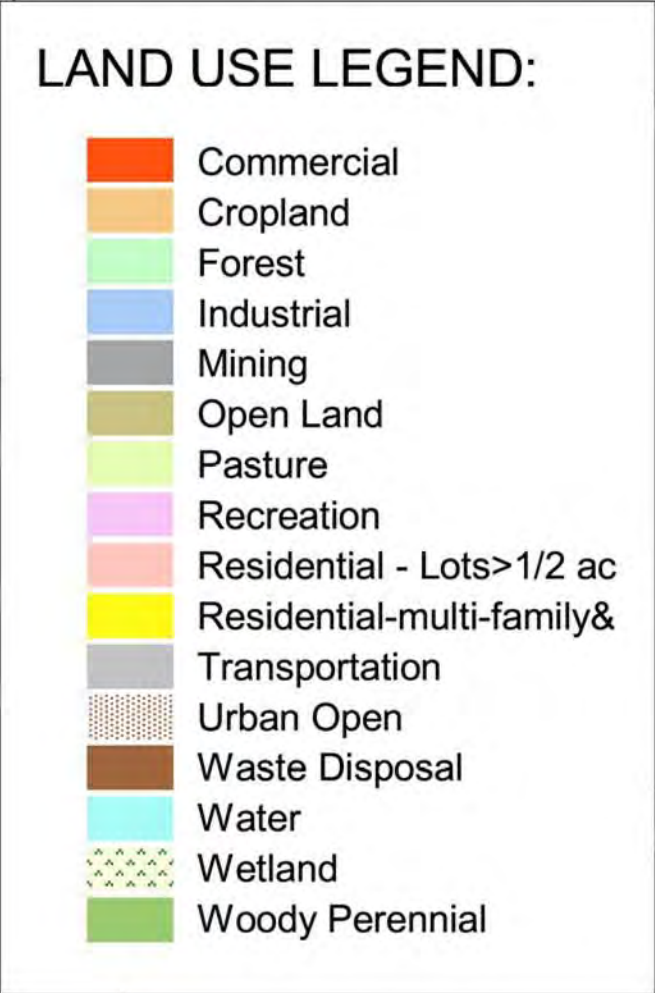 LAND USE LEGEND:
Commercial
Cropland
Forest
Industrial
Mining
Open Land
Pasture
Recreation
Residential - Lots>1/2 ac
Residential-multi-family&
Transportation
Urban Open
Waste Disposal
Water
Wetland
Woody Perennial